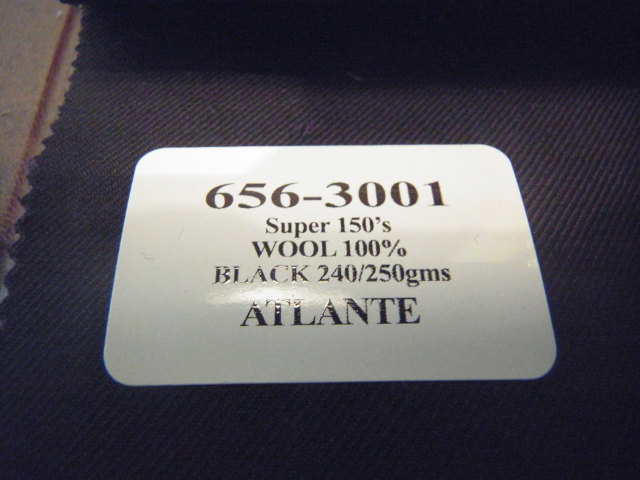 656-3001
Super 150's
WOOL 100%
BLACK 240/250gms
ATLANTE